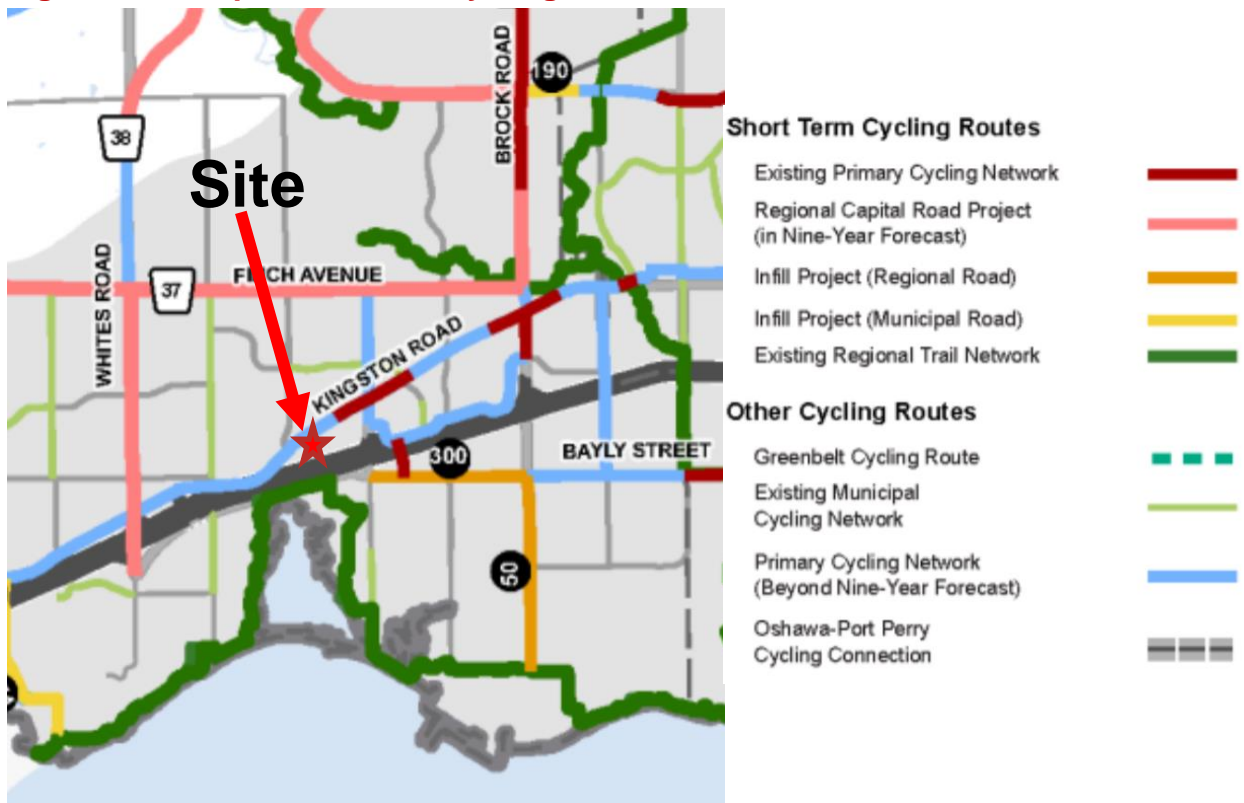 190
BROCK ROAD
38
Site
WHITES ROAD
37
FINCH AVENUE
KINGSTON ROAD
300
BAYLY STREET
50
Short Term Cycling Routes
Existing Primary Cycling Network
Regional Capital Road Project
(in Nine-Year Forecast)
Infill Project (Regional Road)
Infill Project (Municipal Road)
Existing Regional Trail Network
Other Cycling Routes
Greenbelt Cycling Route
Existing Municipal
Cycling Network
Primary Cycling Network
(Beyond Nine-Year Forecast)
Oshawa-Port Perry
Cycling Connection